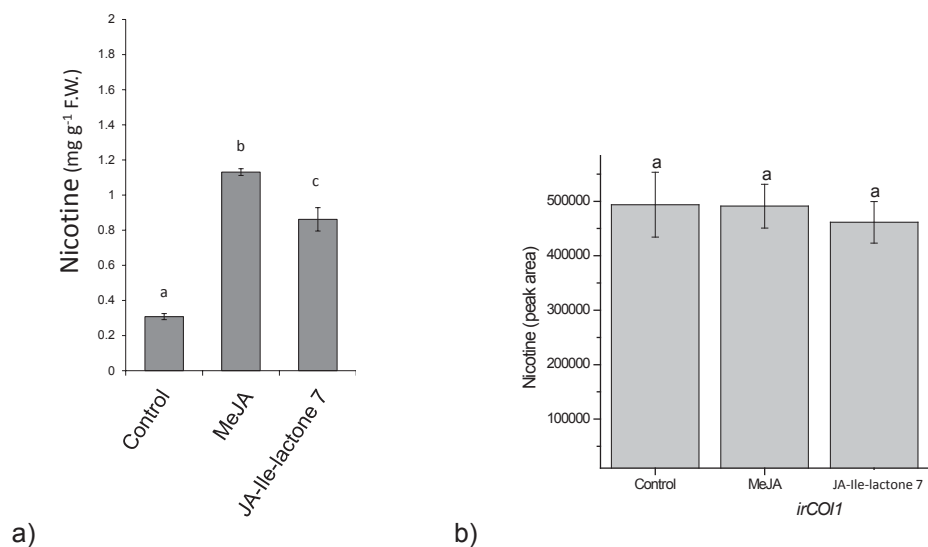 2
1.8
1.6
1.4
1.2
1
0.8
0.6
0.4
0.2
0
Nicotine (mg g⁻¹ F.W.)
a
b
c
Control
MeJA
JA-Ile-lactone 7
a)
500000
400000
300000
200000
100000
Nicotine (peak area)
a
a
a
Control
MeJA
JA-Ile-lactone 7
irCOI1
b)